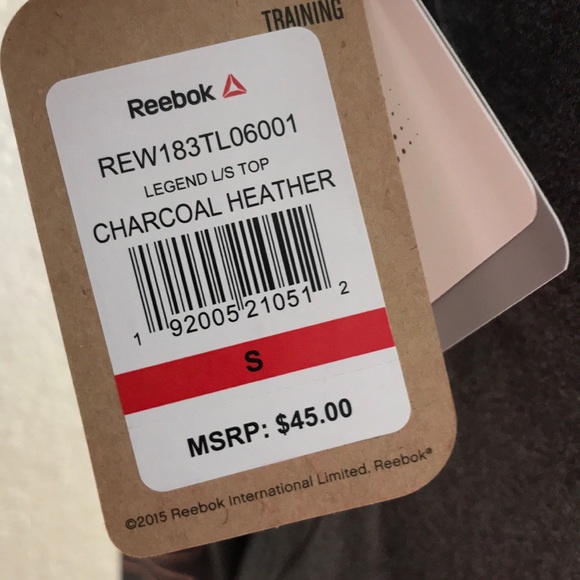 TRAINING
Reebok
REW183TL06001
LEGEND L/S TOP
CHARCOAL HEATHER
1 92005 21051 2
S
MSRP: $45.00
©2015 Reebok International Limited. Reebok®